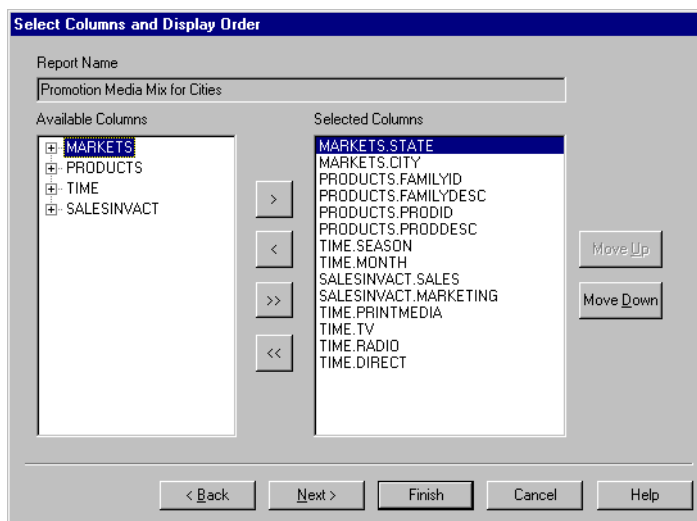 Select Columns and Display Order
Report Name
Promotion Media Mix for Cities
Available Columns
Selected Columns
MARKETS
PRODUCTS
TIME
SALESINVACT
>
<
>>
<<
MARKETS.STATE
MARKETS.CITY
PRODUCTS.FAMILYID
PRODUCTS.FAMILYDESC
PRODUCTS.PRODID
PRODUCTS.PRODDESC
TIME.SEASON
TIME.MONTH
SALESINVACT.SALES
SALESINVACT.MARKETING
TIME.PRINTMEDIA
TIME.TV
TIME.RADIO
TIME.DIRECT
Move Up
Move Down
< Back
Next >
Finish
Cancel
Help